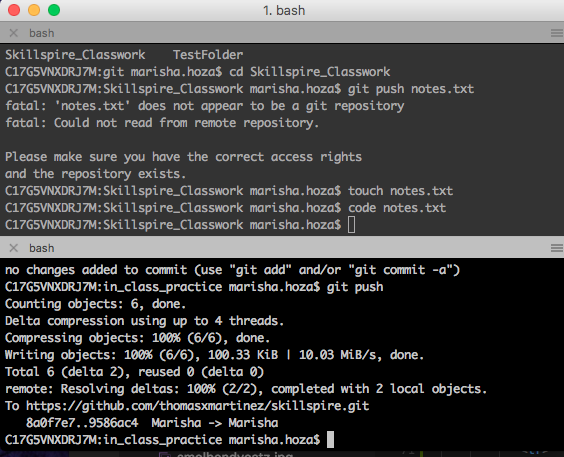 1. bash
bash
Skillspire_Classwork    TestFolder
C17G5VNXDRJ7M:git marisha.hoza$ cd Skillspire_Classwork
C17G5VNXDRJ7M:Skillspire_Classwork marisha.hoza$ git push notes.txt
fatal: 'notes.txt' does not appear to be a git repository
fatal: Could not read from remote repository.

Please make sure you have the correct access rights
and the repository exists.
C17G5VNXDRJ7M:Skillspire_Classwork marisha.hoza$ touch notes.txt
C17G5VNXDRJ7M:Skillspire_Classwork marisha.hoza$ code notes.txt
C17G5VNXDRJ7M:Skillspire_Classwork marisha.hoza$
bash
no changes added to commit (use "git add" and/or "git commit -a")
C17G5VNXDRJ7M:in_class_practice marisha.hoza$ git push
Counting objects: 6, done.
Delta compression using up to 4 threads.
Compressing objects: 100% (6/6), done.
Writing objects: 100% (6/6), 100.33 KiB | 10.03 MiB/s, done.
Total 6 (delta 2), reused 0 (delta 0)
remote: Resolving deltas: 100% (2/2), completed with 2 local objects.
To https://github.com/thomasxmartinez/skillspire.git
   8a0f7e7..9586ac4  Marisha -> Marisha
C17G5VNXDRJ7M:in_class_practice marisha.hoza$